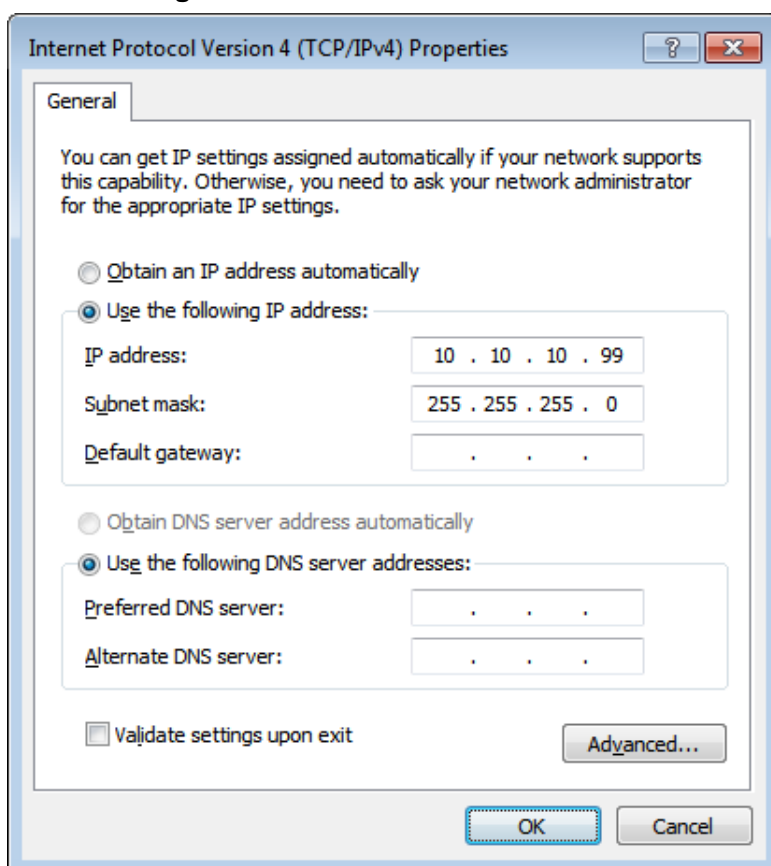 Internet Protocol Version 4 (TCP/IPv4) Properties
?
General
You can get IP settings assigned automatically if your network supports
this capability. Otherwise, you need to ask your network administrator
for the appropriate IP settings.
Obtain an IP address automatically
Use the following IP address:
IP address: 10 . 10 . 10 . 99
Subnet mask: 255 . 255 . 255 . 0
Default gateway: . . .
Obtain DNS server address automatically
Use the following DNS server addresses:
Preferred DNS server: . . .
Alternate DNS server: . . .
Validate settings upon exit
Advanced...
OK Cancel